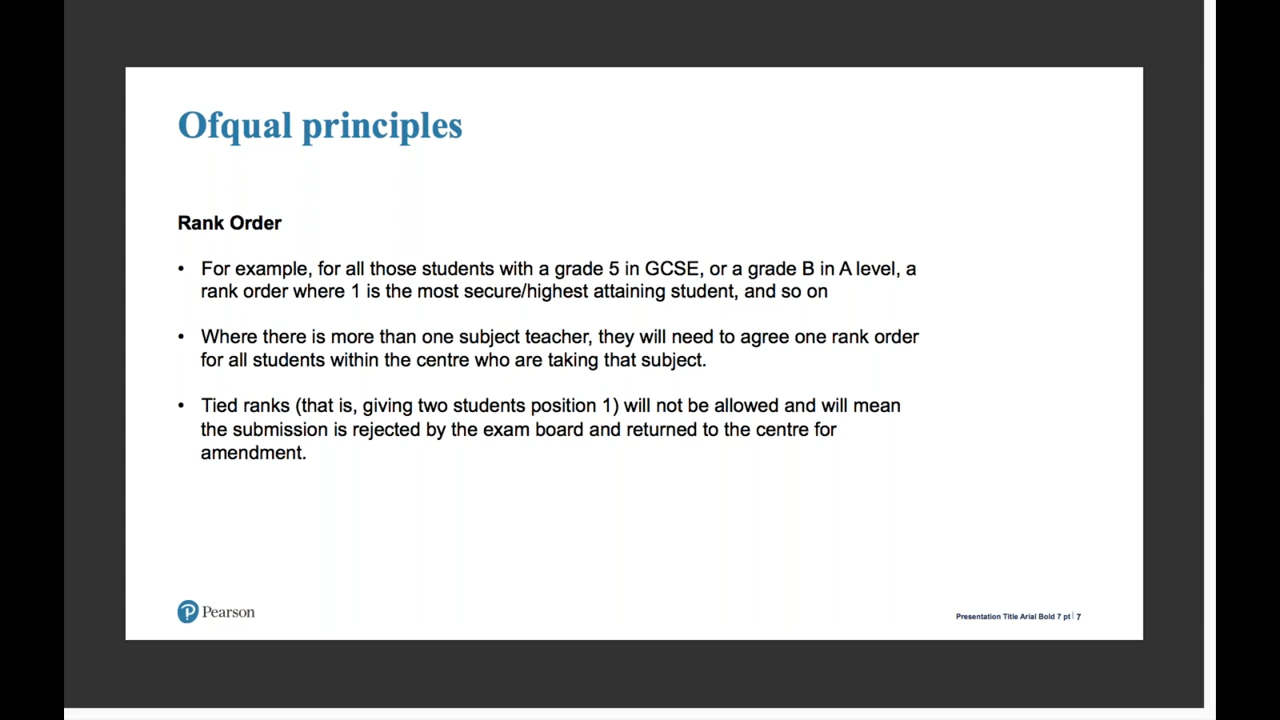 Ofqual principles
Rank Order
• For example, for all those students with a grade 5 in GCSE, or a grade B in A level, a
rank order where 1 is the most secure/highest attaining student, and so on
• Where there is more than one subject teacher, they will need to agree one rank order
for all students within the centre who are taking that subject.
• Tied ranks (that is, giving two students position 1) will not be allowed and will mean
the submission is rejected by the exam board and returned to the centre for
amendment.
Pearson
Presentation Title Arial Bold 7 pt | 7